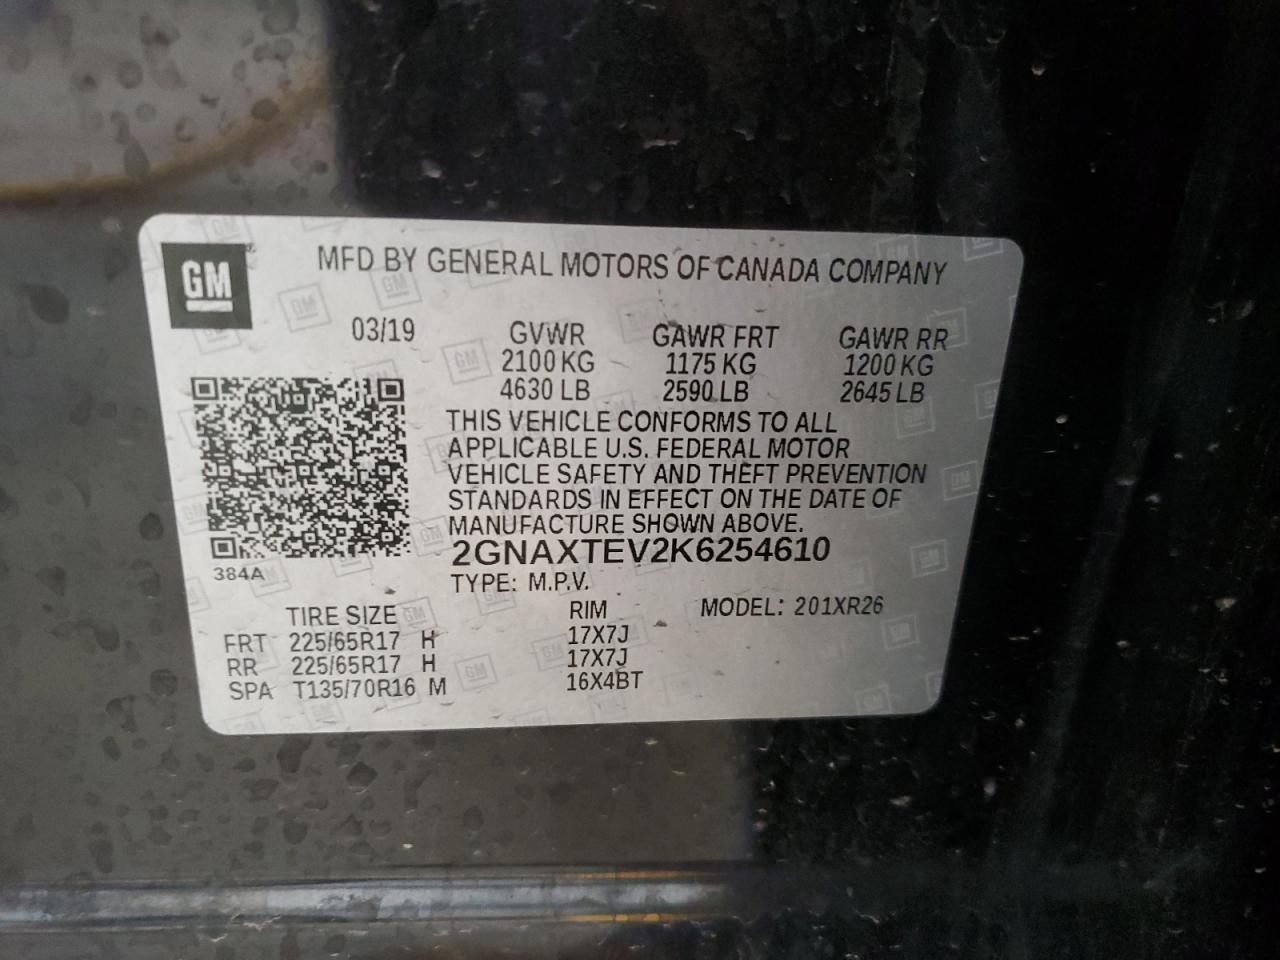 GM
MFD BY GENERAL MOTORS OF CANADA COMPANY
03/19 GVWR GAWR FRT GAWR RR
2100 KG 1175 KG 1200 KG
4630 LB 2590 LB 2645 LB
THIS VEHICLE CONFORMS TO ALL
APPLICABLE U.S. FEDERAL MOTOR
VEHICLE SAFETY AND THEFT PREVENTION
STANDARDS IN EFFECT ON THE DATE OF
MANUFACTURE SHOWN ABOVE.
2GNAXTEV2K6254610
384A
TYPE: M.P.V.
TIRE SIZE RIM MODEL: 201XR26
FRT 225/65R17 H 17X7J
RR 225/65R17 H 17X7J
SPA T135/70R16 M 16X4BT